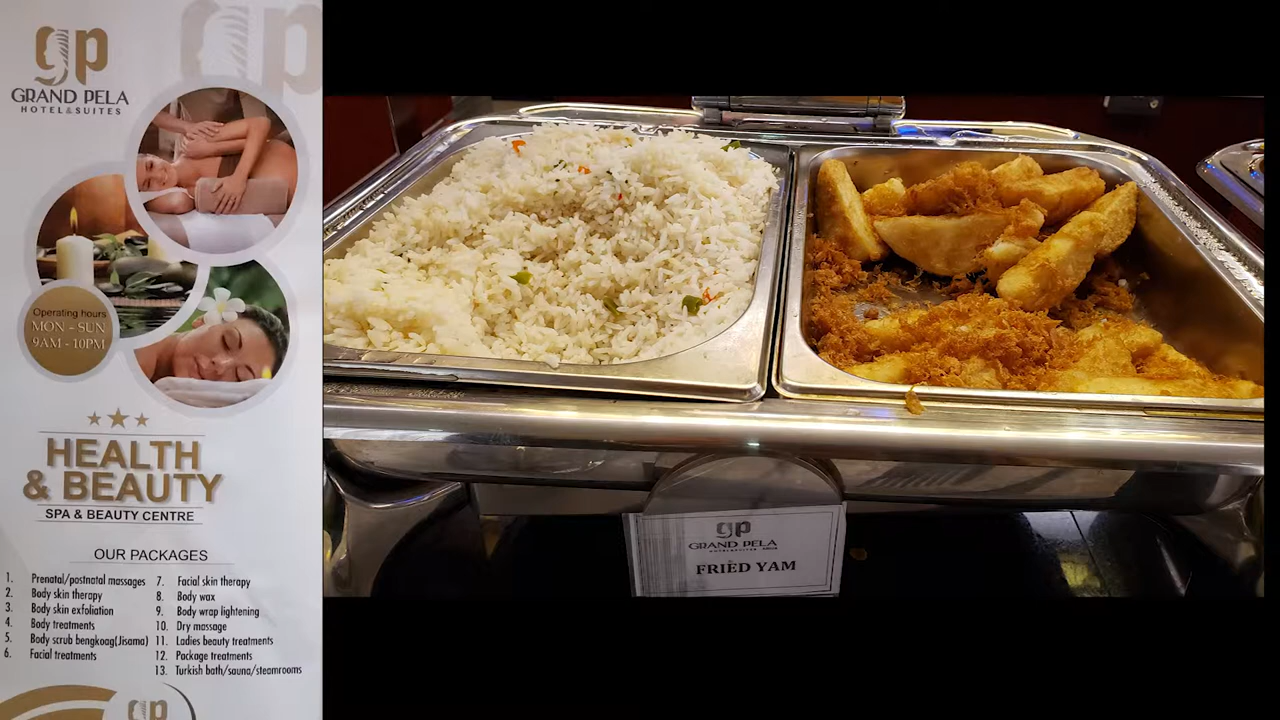 gp
GRAND PELA
HOTEL&SUITES
Operating hours
MON - SUN
9AM - 10PM
HEALTH
& BEAUTY
SPA & BEAUTY CENTRE
OUR PACKAGES
1. Prenatal/postnatal massages
2. Body skin therapy
3. Body skin exfoliation
4. Body treatments
5. Body scrub bengkoag(Jisama)
6. Facial treatments
7. Facial skin therapy
8. Body wax
9. Body wrap lightening
10. Dry massage
11. Ladies beauty treatments
12. Package treatments
13. Turkish bath/sauna/steamrooms
gp
gp
GRAND PELA
FRIED YAM